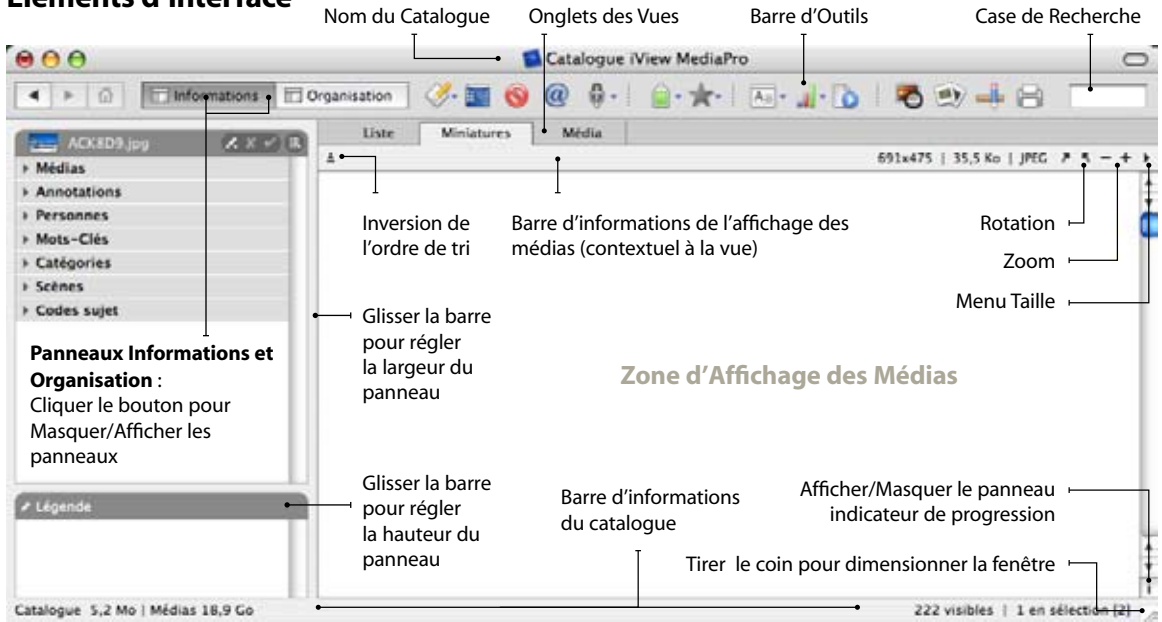 Éléments d'Interface
Nom du Catalogue
Onglets des Vues
Barre d'Outils
Case de Recherche
Catalogue iView MediaPro
Informations
Organisation
Liste
Miniatures
Média
ACK8D9.jpg
691x475 | 35,5 Ko | JPEG
Médias
Annotations
Personnes
Mots-Clés
Catégories
Scènes
Codes sujet
Inversion de
l'ordre de tri
Barre d'informations de l'affichage des
médias (contextuel à la vue)
Rotation
Zoom
Menu Taille
Glisser la barre
pour régler
la largeur du
panneau
Panneaux Informations et
Organisation :
Cliquer le bouton pour
Masquer/Afficher les
panneaux
Zone d'Affichage des Médias
Légende
Glisser la barre
pour régler
la hauteur du
panneau
Barre d'informations
du catalogue
Afficher/Masquer le panneau
indicateur de progression
Tirer le coin pour dimensionner la fenêtre
Catalogue 5,2 Mo | Médias 18,9 Go
222 visibles | 1 en sélection [2]